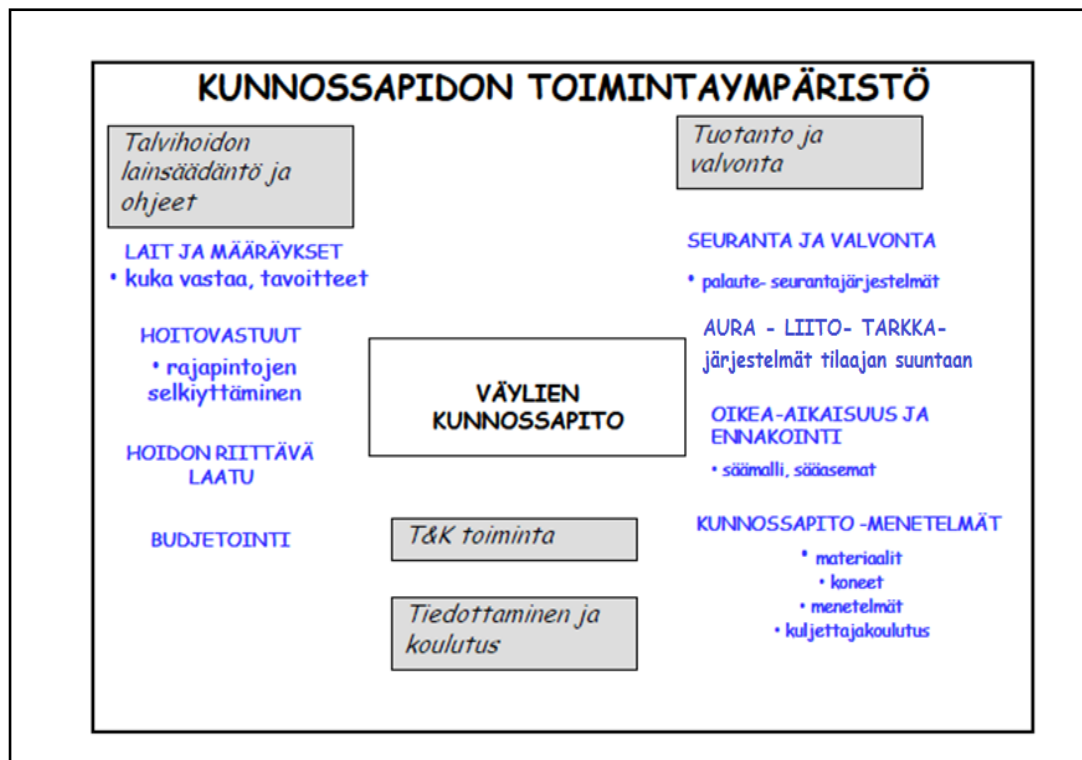 KUNNOSSAPIDON TOIMINTAYMPÄRISTÖ
Talvihoidon
lainsäädäntö ja
ohjeet
LAIT JA MÄÄRÄYKSET
• kuka vastaa, tavoitteet
HOITOVASTUUT
• rajapintojen
selkiyttäminen
HOIDON RIITTÄVÄ
LAATU
BUDJETOINTI
VÄYLIEN
KUNNOSSAPITO
T&K toiminta
Tiedottaminen ja
koulutus
Tuotanto ja
valvonta
SEURANTA JA VALVONTA
• palaute- seurantajärjestelmät
AURA - LIITO- TARKKA-
järjestelmät tilaajan suuntaan
OIKEA-AIKAISUUS JA
ENNAKOINTI
• säämalli, sääasemat
KUNNOSSAPITO -MENETELMÄT
• materiaalit
• koneet
• menetelmät
• kuljettajakoulutus